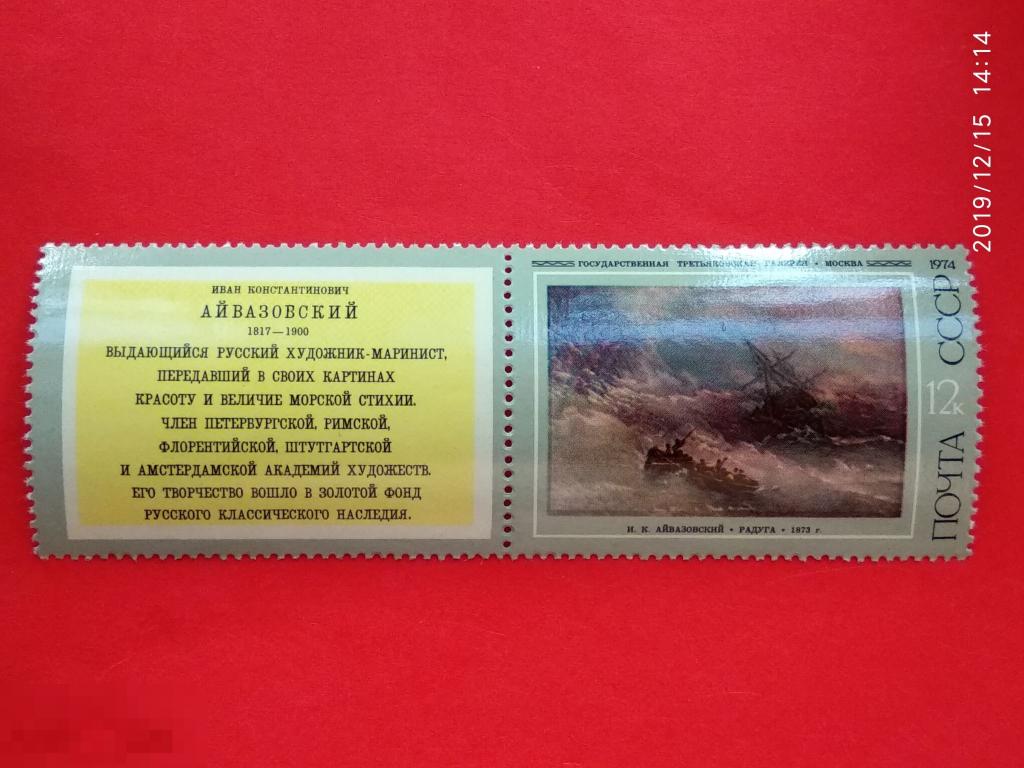 ИВАН КОНСТАНТИНОВИЧ
АЙВАЗОВСКИЙ
1817—1900
ВЫДАЮЩИЙСЯ РУССКИЙ ХУДОЖНИК-МАРИНИСТ,
ПЕРЕДАВШИЙ В СВОИХ КАРТИНАХ
КРАСОТУ И ВЕЛИЧИЕ МОРСКОЙ СТИХИИ.
ЧЛЕН ПЕТЕРБУРГСКОЙ, РИМСКОЙ,
ФЛОРЕНТИЙСКОЙ, ШТУТГАРТСКОЙ
И АМСТЕРДАМСКОЙ АКАДЕМИЙ ХУДОЖЕСТВ.
ЕГО ТВОРЧЕСТВО ВОШЛО В ЗОЛОТОЙ ФОНД
РУССКОГО КЛАССИЧЕСКОГО НАСЛЕДИЯ.
ГОСУДАРСТВЕННАЯ ТРЕТЬЯКОВСКАЯ ГАЛЕРЕЯ • МОСКВА
1974
ПОЧТА СССР
12к
И. К. АЙВАЗОВСКИЙ • РАДУГА • 1873 г.
2019/12/15 14:14